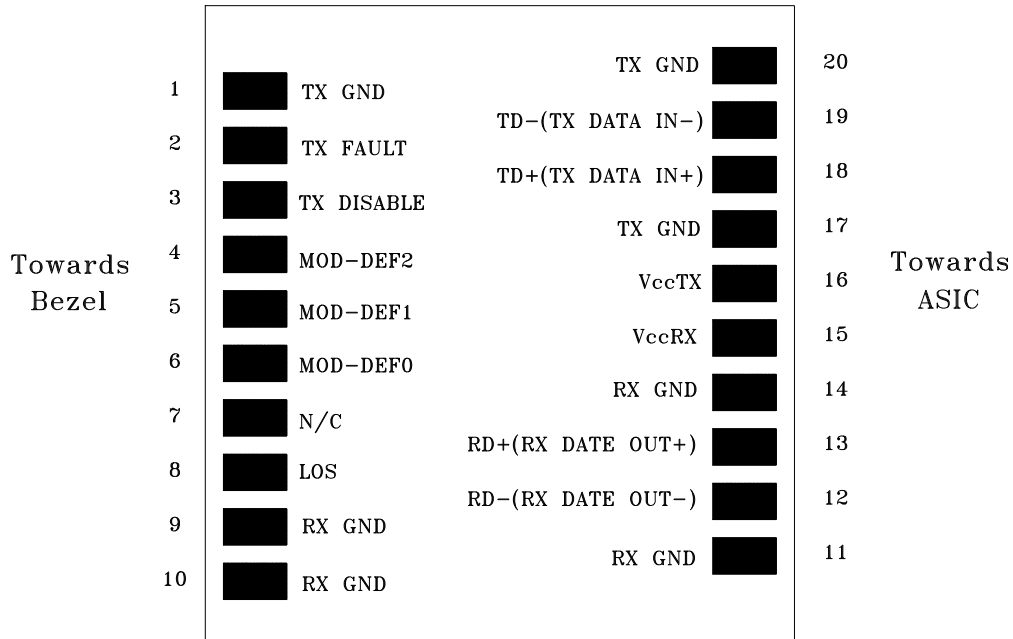 1 TX GND
2 TX FAULT
3 TX DISABLE
4 MOD-DEF2
5 MOD-DEF1
6 MOD-DEF0
7 N/C
8 LOS
9 RX GND
10 RX GND
Towards
Bezel
TX GND 20
TD-(TX DATA IN-) 19
TD+(TX DATA IN+) 18
TX GND 17
VccTX 16
VccRX 15
RX GND 14
RD+(RX DATE OUT+) 13
RD-(RX DATE OUT-) 12
RX GND 11
Towards
ASIC